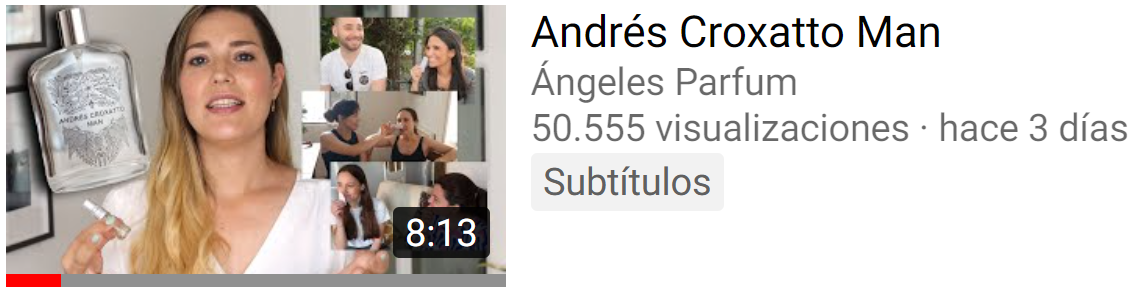 ANDRÉS CROXATTO
MAN
8:13
Andrés Croxatto Man
Ángeles Parfum
50.555 visualizaciones · hace 3 días
Subtítulos